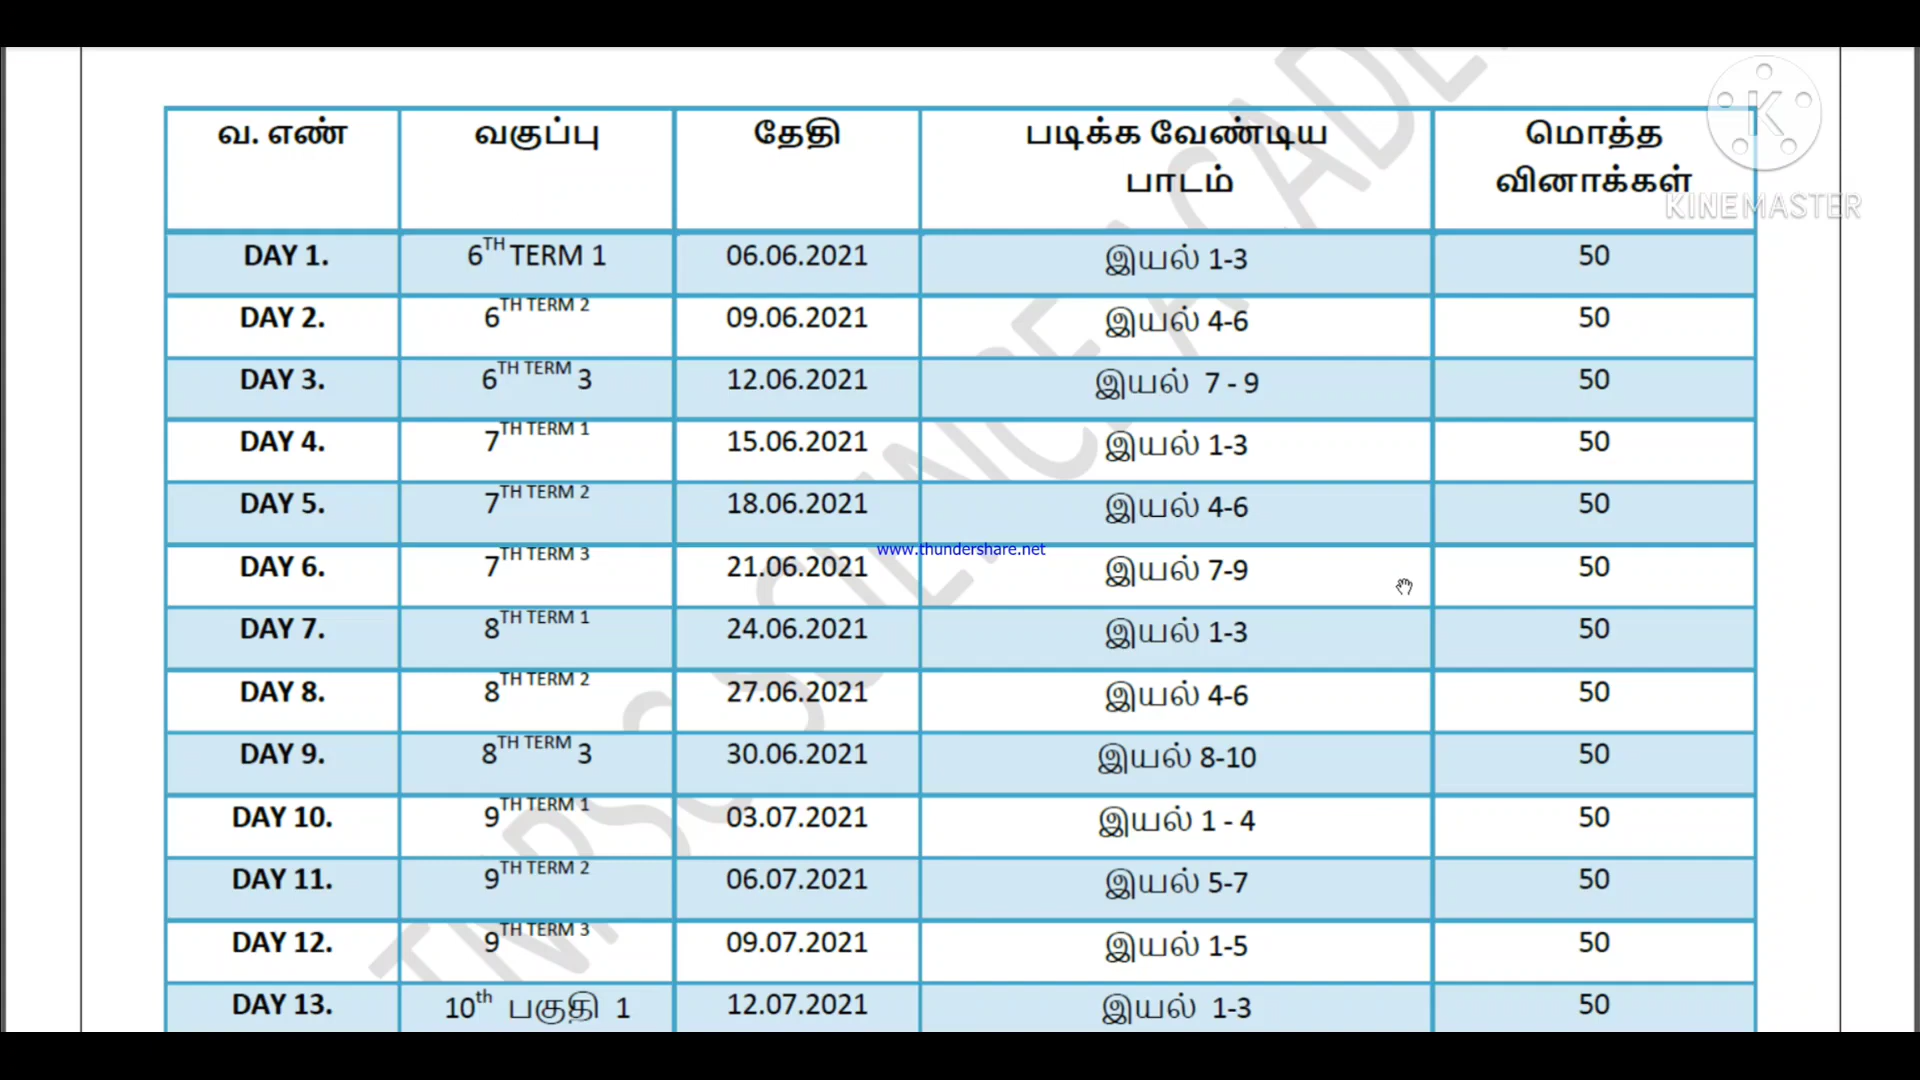 வ. எண் வகுப்பு தேதி படிக்க வேண்டிய பாடம் மொத்த வினாக்கள்
DAY 1. 6TH TERM 1 06.06.2021 இயல் 1-3 50
DAY 2. 6TH TERM 2 09.06.2021 இயல் 4-6 50
DAY 3. 6TH TERM 3 12.06.2021 இயல் 7 - 9 50
DAY 4. 7TH TERM 1 15.06.2021 இயல் 1-3 50
DAY 5. 7TH TERM 2 18.06.2021 இயல் 4-6 50
www.thundershare.net
DAY 6. 7TH TERM 3 21.06.2021 இயல் 7-9 50
DAY 7. 8TH TERM 1 24.06.2021 இயல் 1-3 50
DAY 8. 8TH TERM 2 27.06.2021 இயல் 4-6 50
DAY 9. 8TH TERM 3 30.06.2021 இயல் 8-10 50
DAY 10. 9TH TERM 1 03.07.2021 இயல் 1 - 4 50
DAY 11. 9TH TERM 2 06.07.2021 இயல் 5-7 50
DAY 12. 9TH TERM 3 09.07.2021 இயல் 1-5 50
DAY 13. 10th பகுதி 1 12.07.2021 இயல் 1-3 50
K
KINEMASTER
TNPSC SCIENCE ACADE